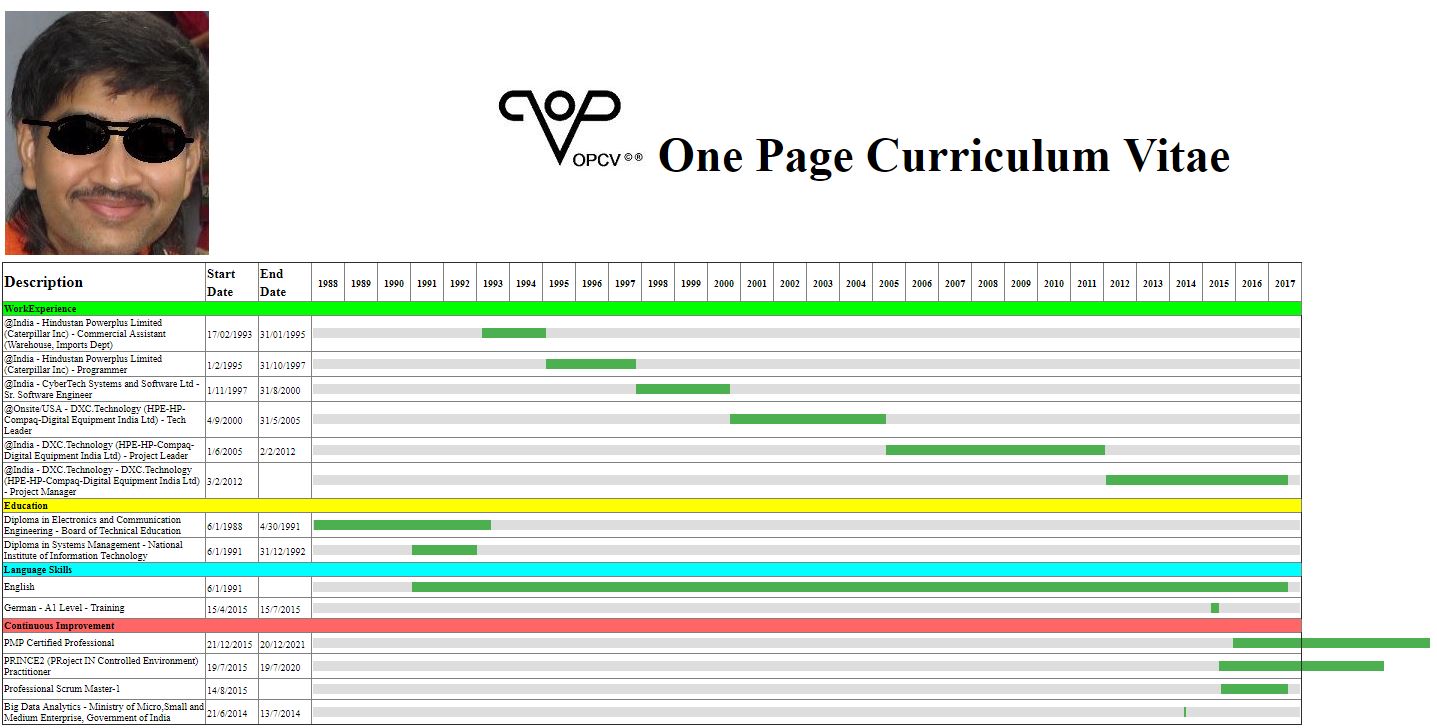 OPCV ©® One Page Curriculum Vitae
Description Start Date End Date 1988 1989 1990 1991 1992 1993 1994 1995 1996 1997 1998 1999 2000 2001 2002 2003 2004 2005 2006 2007 2008 2009 2010 2011 2012 2013 2014 2015 2016 2017
WorkExperience
@India - Hindustan Powerplus Limited
(Caterpillar Inc) - Commercial Assistant
(Warehouse, Imports Dept)
17/02/1993 31/01/1995
@India - Hindustan Powerplus Limited
(Caterpillar Inc) - Programmer
1/2/1995 31/10/1997
@India - CyberTech Systems and Software Ltd -
Sr. Software Engineer
1/11/1997 31/8/2000
@Onsite/USA - DXC.Technology (HPE-HP-
Compaq-Digital Equipment India Ltd) - Tech
Leader
4/9/2000 31/5/2005
@India - DXC.Technology (HPE-HP-Compaq-
Digital Equipment India Ltd) - Project Leader
1/6/2005 2/2/2012
@India - DXC.Technology - DXC.Technology
(HPE-HP-Compaq-Digital Equipment India Ltd)
- Project Manager
3/2/2012
Education
Diploma in Electronics and Communication
Engineering - Board of Technical Education
6/1/1988 4/30/1991
Diploma in Systems Management - National
Institute of Information Technology
6/1/1991 31/12/1992
Language Skills
English 6/1/1991
German - A1 Level - Training 15/4/2015 15/7/2015
Continuous Improvement
PMP Certified Professional 21/12/2015 20/12/2021
PRINCE2 (PRoject IN Controlled Environment)
Practitioner
19/7/2015 19/7/2020
Professional Scrum Master-1 14/8/2015
Big Data Analytics - Ministry of Micro,Small and
Medium Enterprise, Government of India
21/6/2014 13/7/2014